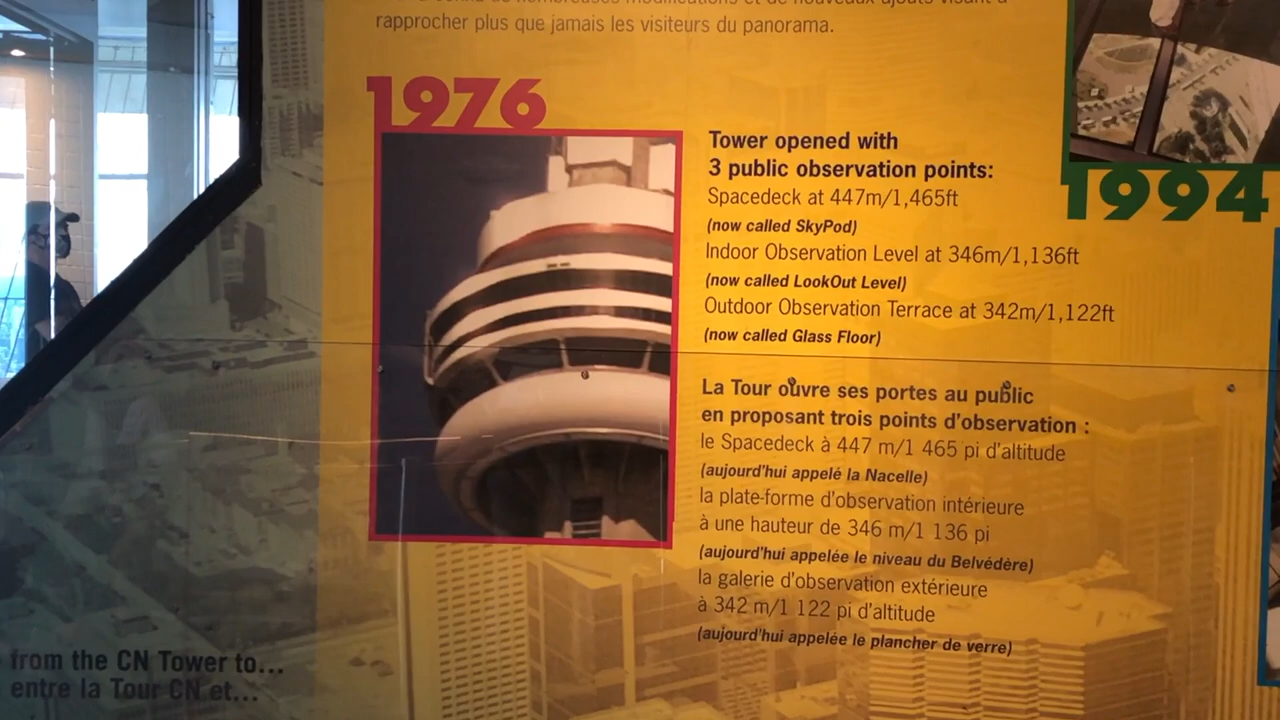 rapprocher plus que jamais les visiteurs du panorama.
1976
Tower opened with
3 public observation points:
Spacedeck at 447m/1,465ft
(now called SkyPod)
Indoor Observation Level at 346m/1,136ft
(now called LookOut Level)
Outdoor Observation Terrace at 342m/1,122ft
(now called Glass Floor)
La Tour ouvre ses portes au public
en proposant trois points d'observation :
le Spacedeck à 447 m/1 465 pi d'altitude
(aujourd'hui appelé la Nacelle)
la plate-forme d'observation intérieure
à une hauteur de 346 m/1 136 pi
(aujourd'hui appelée le niveau du Belvédère)
la galerie d'observation extérieure
à 342 m/1 122 pi d'altitude
(aujourd'hui appelée le plancher de verre)
1994
from the CN Tower to...
entre la Tour CN et...